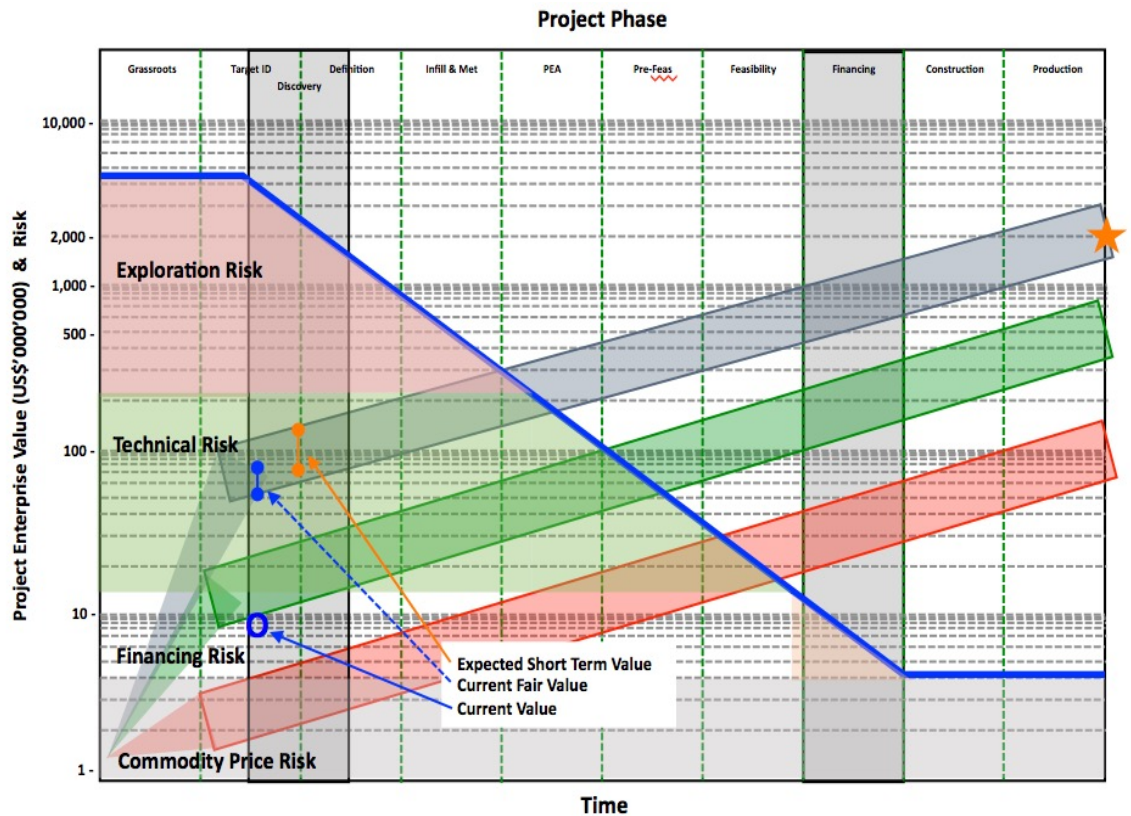 Project Phase
Grassroots
Target ID
Discovery
Definition
Infill & Met
PEA
Pre-Feas
Feasibility
Financing
Construction
Production
Project Enterprise Value (US$'000'000) & Risk
10,000 -
2,000 -
1,000 -
500 -
100 -
10 -
1 -
Exploration Risk
Technical Risk
Financing Risk
Commodity Price Risk
Expected Short Term Value
Current Fair Value
Current Value
Time